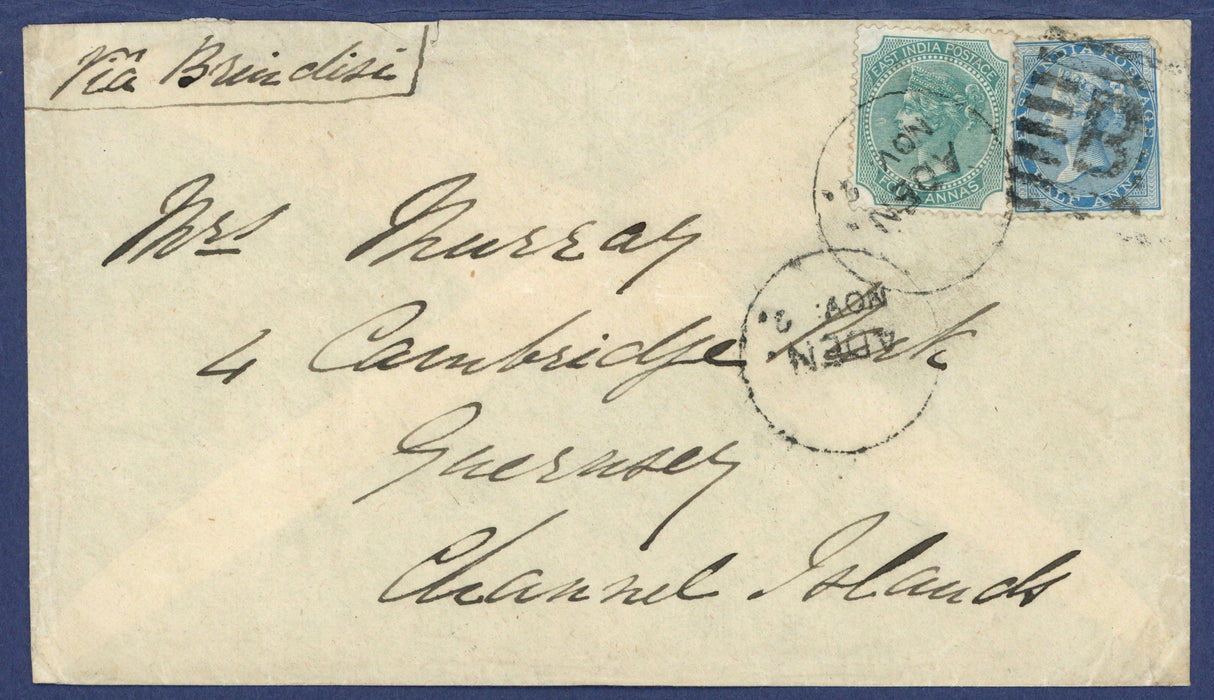 Via Brindisi
EAST INDIA POSTAGE
FOUR ANNAS
INDIA POSTAGE
HALF ANNA
B
ADEN
NOV
ADEN
NOV. 2
Mrs Murray
4 Cambridge Park
Guernsey
Channel Islands